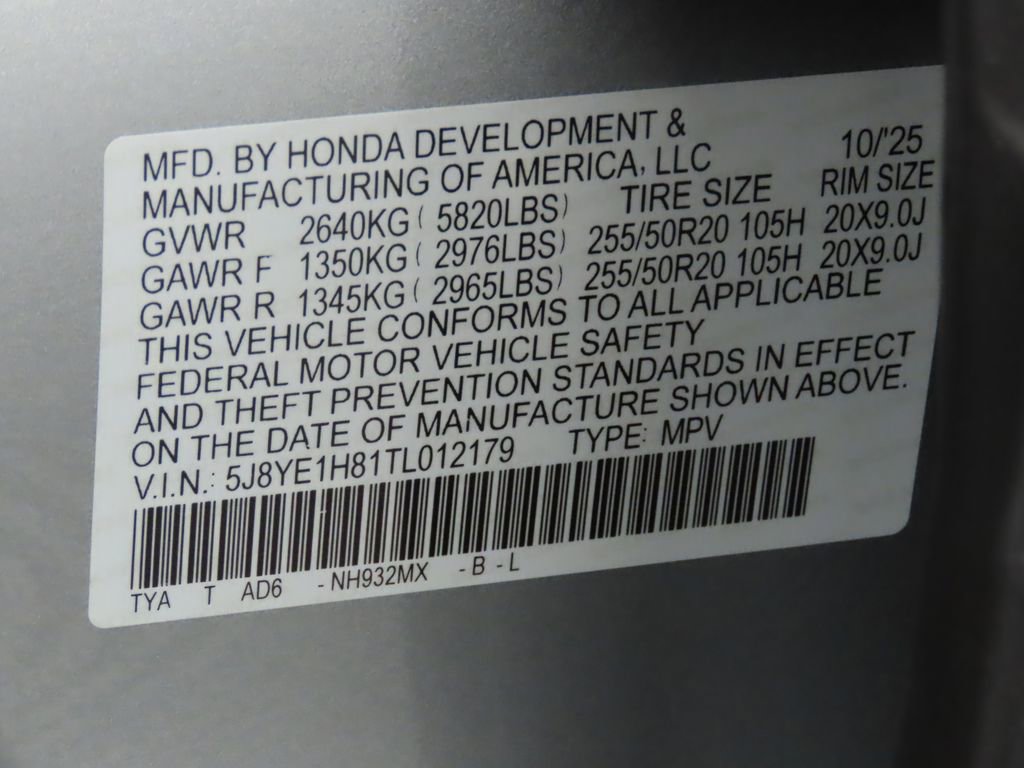 MFD. BY HONDA DEVELOPMENT &
MANUFACTURING OF AMERICA, LLC 10/'25
GVWR 2640KG ( 5820LBS) TIRE SIZE RIM SIZE
GAWR F 1350KG ( 2976LBS) 255/50R20 105H 20X9.0J
GAWR R 1345KG ( 2965LBS) 255/50R20 105H 20X9.0J
THIS VEHICLE CONFORMS TO ALL APPLICABLE
FEDERAL MOTOR VEHICLE SAFETY
AND THEFT PREVENTION STANDARDS IN EFFECT
ON THE DATE OF MANUFACTURE SHOWN ABOVE.
V.I.N.: 5J8YE1H81TL012179 TYPE: MPV
TYA T AD6 -NH932MX -B -L